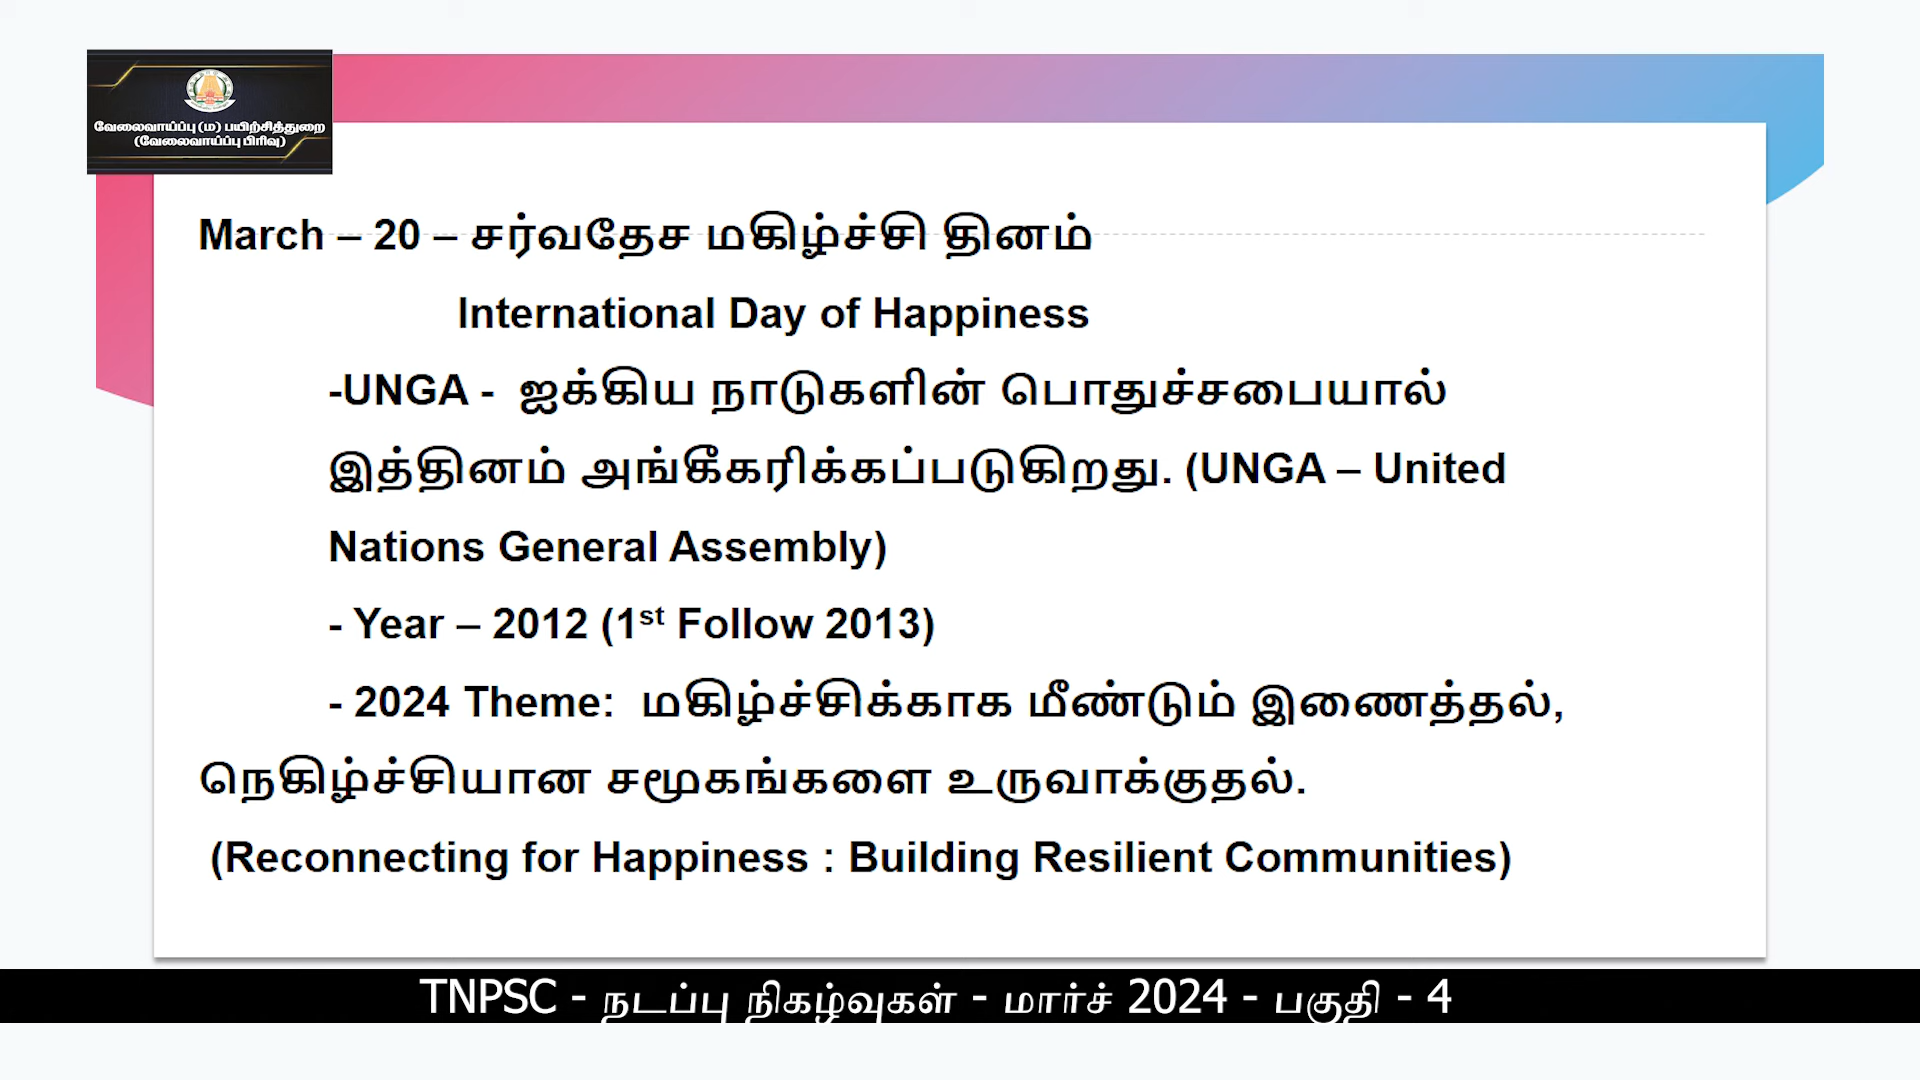 வேலைவாய்ப்பு (ம) பயிற்சித்துறை
(வேலைவாய்ப்பு பிரிவு)
March – 20 – சர்வதேச மகிழ்ச்சி தினம்
International Day of Happiness
-UNGA - ஐக்கிய நாடுகளின் பொதுச்சபையால்
இத்தினம் அங்கீகரிக்கப்படுகிறது. (UNGA – United
Nations General Assembly)
- Year – 2012 (1st Follow 2013)
- 2024 Theme: மகிழ்ச்சிக்காக மீண்டும் இணைத்தல்,
நெகிழ்ச்சியான சமூகங்களை உருவாக்குதல்.
(Reconnecting for Happiness : Building Resilient Communities)
TNPSC - நடப்பு நிகழ்வுகள் - மார்ச் 2024 - பகுதி - 4